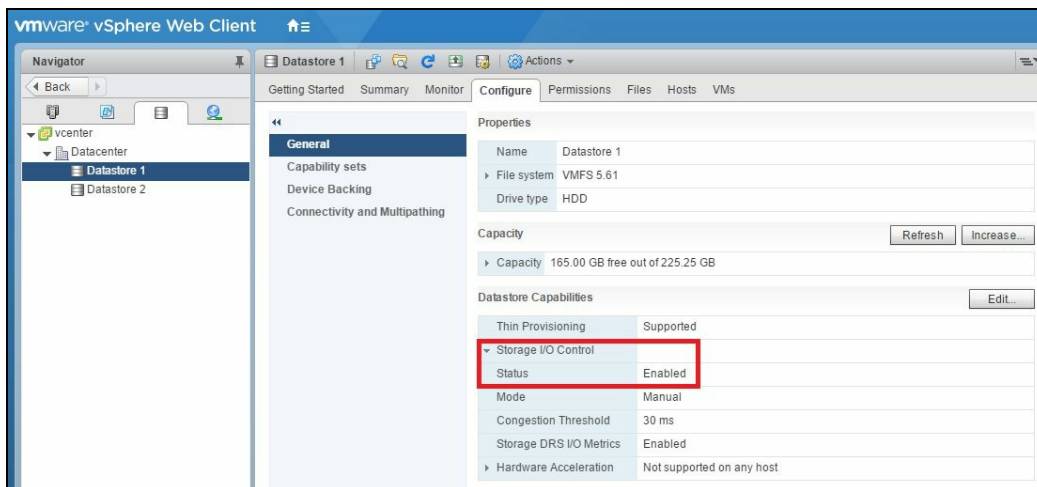 vmware® vSphere Web Client
Navigator
Back
vcenter
Datacenter
Datastore 1
Datastore 2
Datastore 1 Actions
Getting Started Summary Monitor Configure Permissions Files Hosts VMs
General
Capability sets
Device Backing
Connectivity and Multipathing
Properties
Name Datastore 1
File system VMFS 5.61
Drive type HDD
Capacity Refresh Increase...
Capacity 165.00 GB free out of 225.25 GB
Datastore Capabilities Edit...
Thin Provisioning Supported
Storage I/O Control
Status Enabled
Mode Manual
Congestion Threshold 30 ms
Storage DRS I/O Metrics Enabled
Hardware Acceleration Not supported on any host